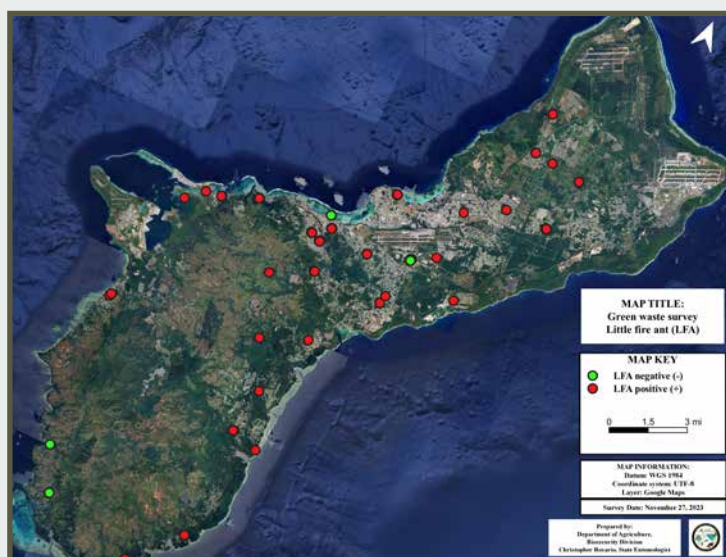 MAP TITLE:
Green waste survey
Little fire ant (LFA)
MAP KEY
LFA negative (-)
LFA positive (+)
0 1.5 3 mi
MAP INFORMATION:
Datum: WGS 1984
Coordinate system: UTF-8
Layer: Google Maps
Survey Date: November 27, 2023
Prepared by:
Department of Agriculture,
Biosecurity Division
Christopher Rosario, State Entomologist